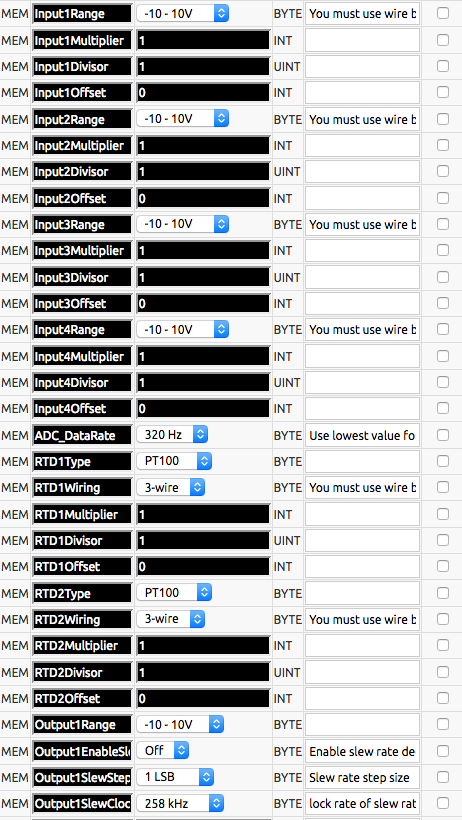 MEM Input1Range -10 - 10V BYTE You must use wire b
MEM Input1Multiplier 1 INT
MEM Input1Divisor 1 UINT
MEM Input1Offset 0 INT
MEM Input2Range -10 - 10V BYTE You must use wire b
MEM Input2Multiplier 1 INT
MEM Input2Divisor 1 UINT
MEM Input2Offset 0 INT
MEM Input3Range -10 - 10V BYTE You must use wire b
MEM Input3Multiplier 1 INT
MEM Input3Divisor 1 UINT
MEM Input3Offset 0 INT
MEM Input4Range -10 - 10V BYTE You must use wire b
MEM Input4Multiplier 1 INT
MEM Input4Divisor 1 UINT
MEM Input4Offset 0 INT
MEM ADC_DataRate 320 Hz BYTE Use lowest value fo
MEM RTD1Type PT100 BYTE
MEM RTD1Wiring 3-wire BYTE You must use wire b
MEM RTD1Multiplier 1 INT
MEM RTD1Divisor 1 UINT
MEM RTD1Offset 0 INT
MEM RTD2Type PT100 BYTE
MEM RTD2Wiring 3-wire BYTE You must use wire b
MEM RTD2Multiplier 1 INT
MEM RTD2Divisor 1 UINT
MEM RTD2Offset 0 INT
MEM Output1Range -10 - 10V BYTE
MEM Output1EnableSl Off BYTE Enable slew rate de
MEM Output1SlewStep 1 LSB BYTE Slew rate step size
MEM Output1SlewCloc 258 kHz BYTE lock rate of slew rat